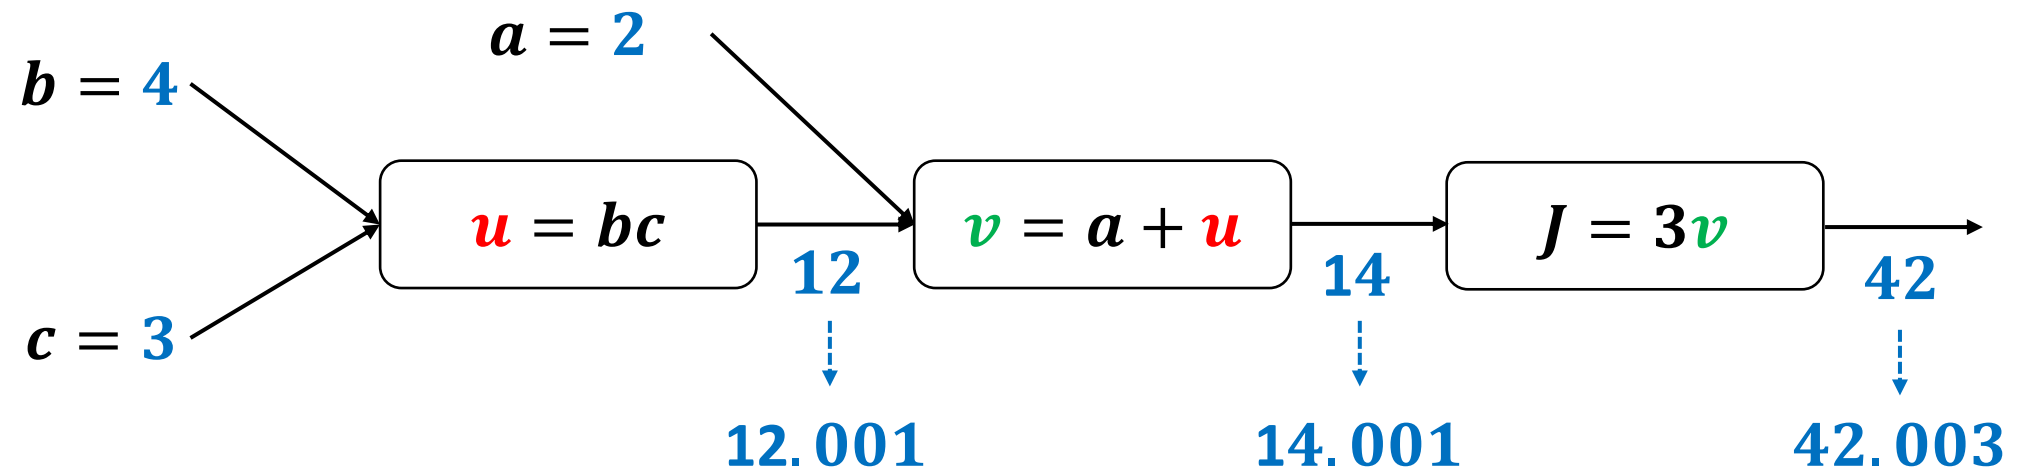 a = 2
b = 4
u = bc
v = a + u
J = 3v
12
14
42
c = 3
12.001
14.001
42.003